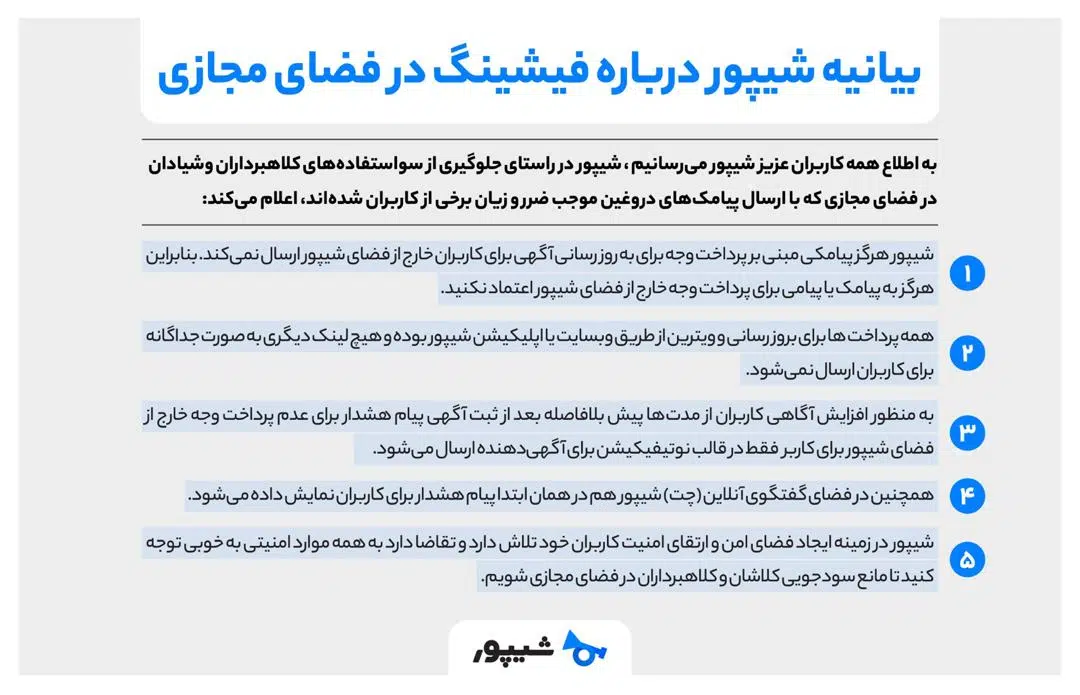 بیانیه شیپور درباره فیشینگ در فضای مجازی
به اطلاع همه کاربران عزیز شیپور می‌رسانیم ، شیپور در راستای جلوگیری از سواستفاده‌های کلاهبرداران وشیادان
در فضای مجازی که با ارسال پیامک‌های دروغین موجب ضررو زیان برخی از کاربران شده‌اند، اعلام می‌کند:
۱
شیپور هرگز پیامکی مبنی بر پرداخت وجه برای به روز رسانی آگهی برای کاربران خارج از فضای شیپور ارسال نمی‌کند. بنابراین
هرگز به پیامک یا پیامی برای پرداخت وجه خارج از فضای شیپور اعتماد نکنید.
۲
همه پرداخت ها برای بروز رسانی و ویترین از طریق وبسایت یا اپلیکیشن شیپور بوده و هیچ لینک دیگری به صورت جداگانه
برای کاربران ارسال نمی‌شود.
۳
به منظور افزایش آگاهی کاربران از مدت‌ها پیش بلافاصله بعد از ثبت آگهی پیام هشدار برای عدم پرداخت وجه خارج از
فضای شیپور برای کاربر فقط در قالب نوتیفیکیشن برای آگهی‌دهنده ارسال می‌شود.
۴
همچنین در فضای گفتگوی آنلاین (چت) شیپور هم در همان ابتدا پیام هشدار برای کاربران نمایش داده می‌شود.
۵
شیپور در زمینه ایجاد فضای امن و ارتقای امنیت کاربران خود تلاش دارد و تقاضا دارد به همه موارد امنیتی به خوبی توجه
کنید تا مانع سودجویی کلاشان و کلاهبرداران در فضای مجازی شویم.
شیپور